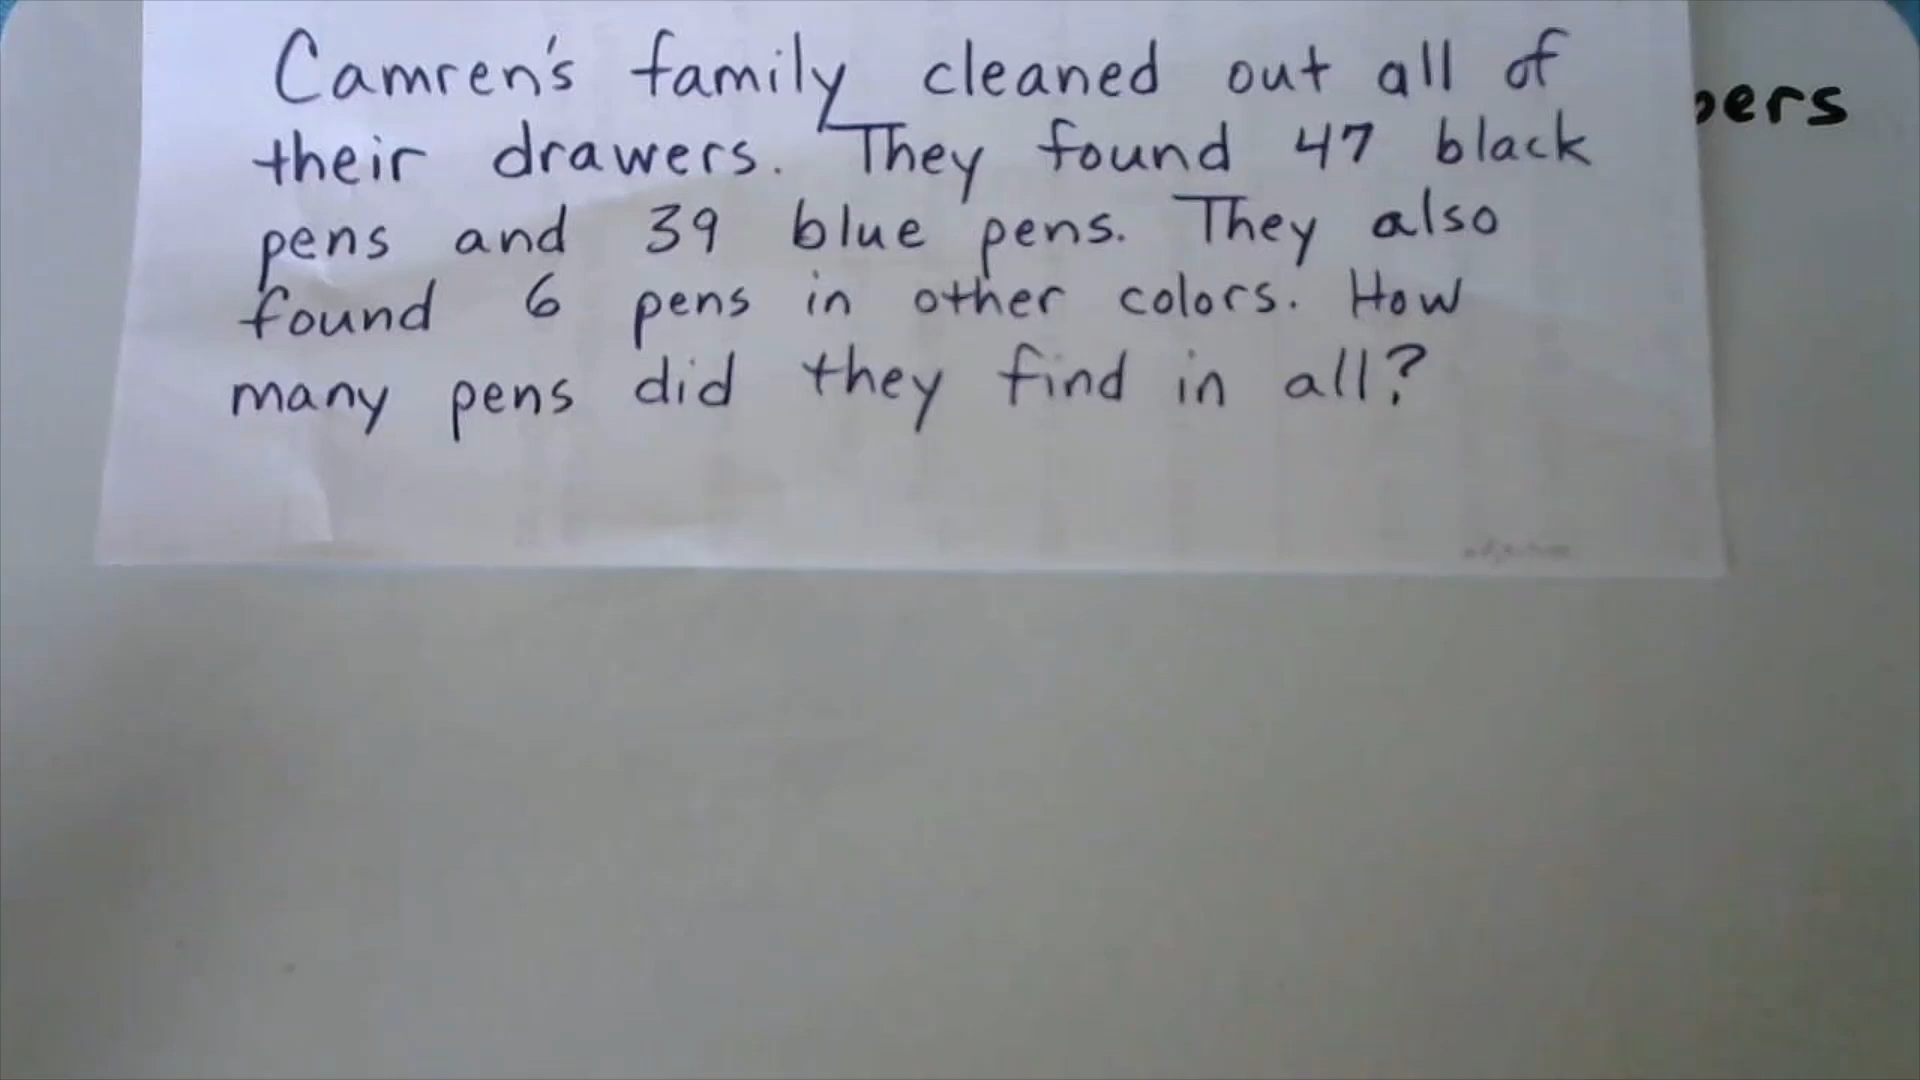 Camren's family cleaned out all of
their drawers. They found 47 black
pens and 39 blue pens. They also
found 6 pens in other colors. How
many pens did they find in all?